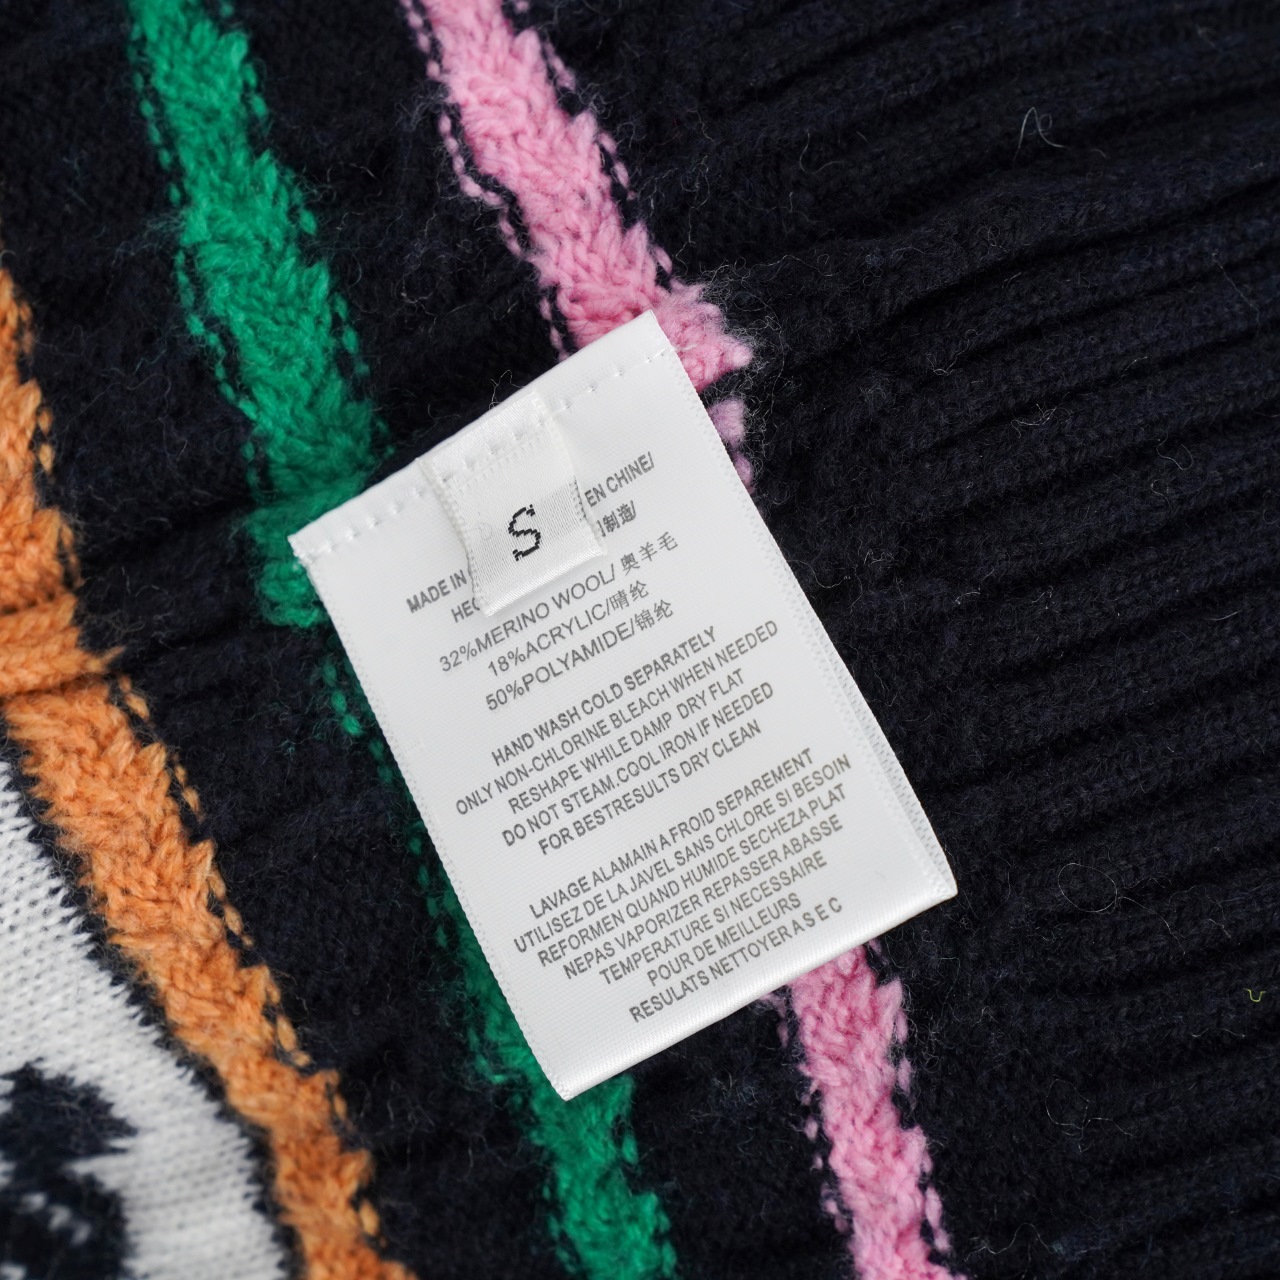 S
MADE IN
EN CHINE/
制造/
32%MERINO WOOL/ 奥羊毛
18%ACRYLIC/晴纶
50%POLYAMIDE/锦纶
HAND WASH COLD SEPARATELY
ONLY NON-CHLORINE BLEACH WHEN NEEDED
RESHAPE WHILE DAMP DRY FLAT
DO NOT STEAM.COOL IRON IF NEEDED
FOR BESTRESULTS DRY CLEAN
LAVAGE ALAMAIN A FROID SEPAREMENT
UTILISEZ DE LA JAVEL SANS CHLORE SI BESOIN
REFORMEN QUAND HUMIDE SECHEZA PLAT
NEPAS VAPORIZER REPASSER ABASSE
TEMPERATURE SI NECESSAIRE
POUR DE MEILLEURS
RESULATS NETTOYER A S E C